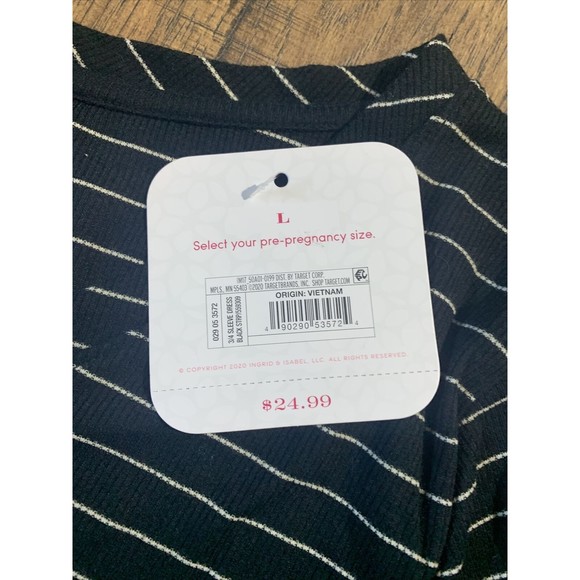 L
Select your pre-pregnancy size.
DIST. BY TARGET CORP.
MPLS, MN 55403 ©2020 TARGETBRANDS, INC. SHOP TARGET.COM
029 05 3572
3/4 SLEEVE DRESS
ORIGIN: VIETNAM
4 90290 53572 4
© COPYRIGHT 2020 INGRID & ISABEL, LLC. ALL RIGHTS RESERVED.
$24.99